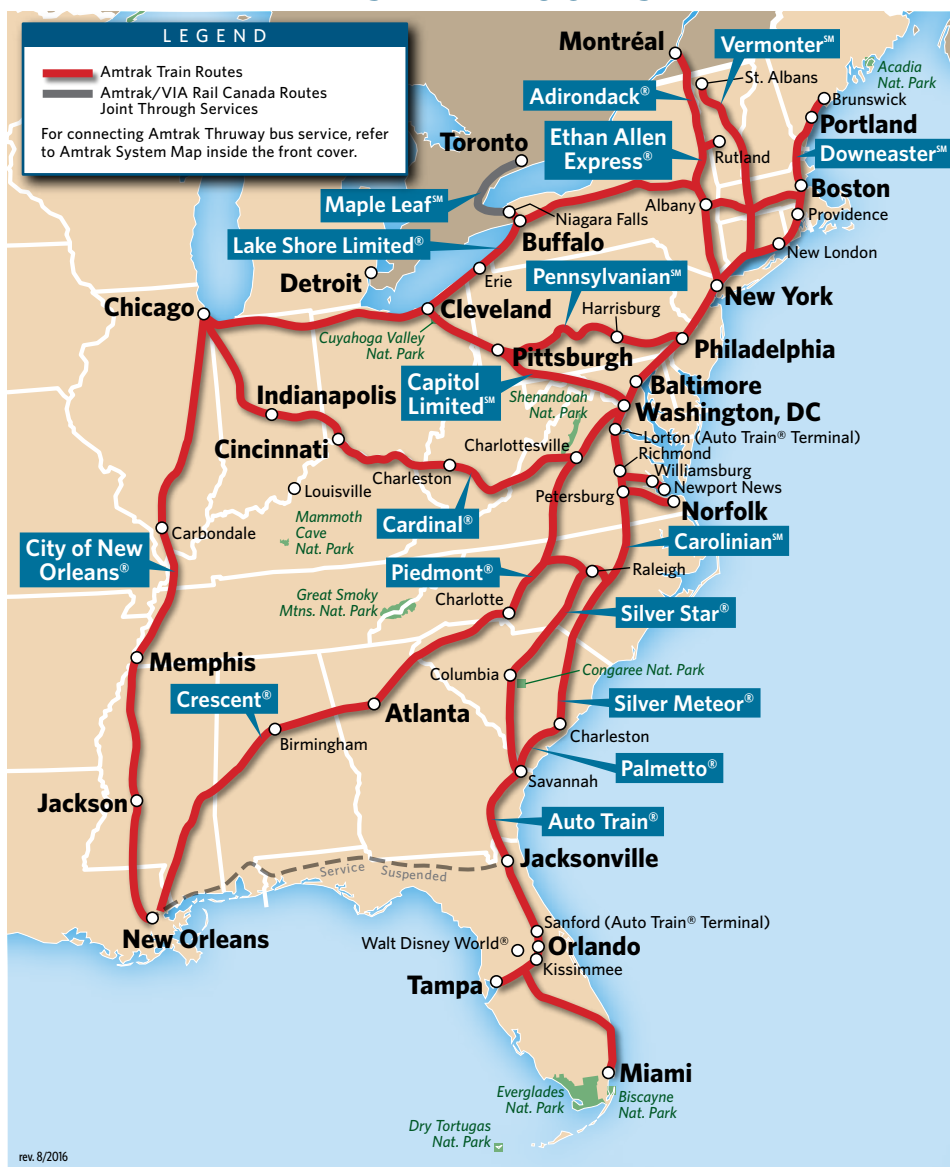 LEGEND
Amtrak Train Routes
Amtrak/VIA Rail Canada Routes
Joint Through Services
For connecting Amtrak Thruway bus service, refer
to Amtrak System Map inside the front cover.
Montréal
Vermonter℠
St. Albans
Acadia
Nat. Park
Adirondack®
Brunswick
Portland
Toronto
Ethan Allen
Express®
Rutland
Downeaster℠
Maple Leaf℠
Niagara Falls
Albany
Boston
Providence
Lake Shore Limited®
Buffalo
New London
Detroit
Erie
Pennsylvanian℠
New York
Chicago
Cleveland
Harrisburg
Cuyahoga Valley
Nat. Park
Pittsburgh
Philadelphia
Capitol
Limited℠
Baltimore
Indianapolis
Shenandoah
Nat. Park
Washington, DC
Cincinnati
Charlottesville
Lorton (Auto Train® Terminal)
Richmond
Williamsburg
Charleston
Newport News
Louisville
Petersburg
Norfolk
Mammoth
Cave
Nat. Park
Cardinal®
Carbondale
City of New
Orleans®
Carolinian℠
Piedmont®
Raleigh
Great Smoky
Mtns. Nat. Park
Charlotte
Silver Star®
Memphis
Columbia
Congaree Nat. Park
Crescent®
Atlanta
Silver Meteor®
Birmingham
Charleston
Palmetto®
Savannah
Jackson
Auto Train®
Jacksonville
Service Suspended
New Orleans
Sanford (Auto Train® Terminal)
Walt Disney World®
Orlando
Kissimmee
Tampa
Miami
Everglades
Nat. Park
Biscayne
Nat. Park
Dry Tortugas
Nat. Park
rev. 8/2016